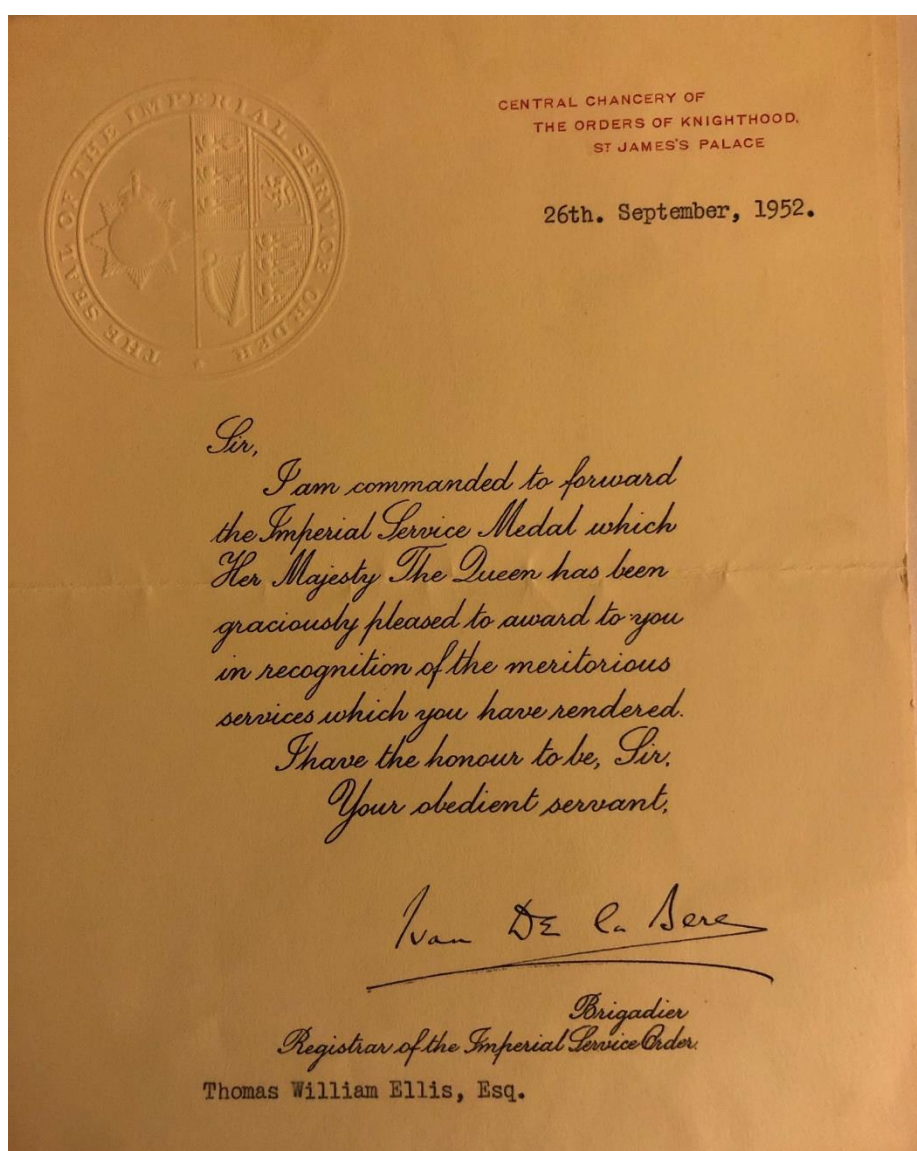 THE SEAL OF THE IMPERIAL SERVICE ORDER
CENTRAL CHANCERY OF
THE ORDERS OF KNIGHTHOOD,
ST JAMES'S PALACE
26th. September, 1952.
Sir,
I am commanded to forward
the Imperial Service Medal which
Her Majesty The Queen has been
graciously pleased to award to you
in recognition of the meritorious
services which you have rendered.
I have the honour to be, Sir,
Your obedient servant,
Ivan De la Bere
Brigadier
Registrar of the Imperial Service Order.
Thomas William Ellis, Esq.